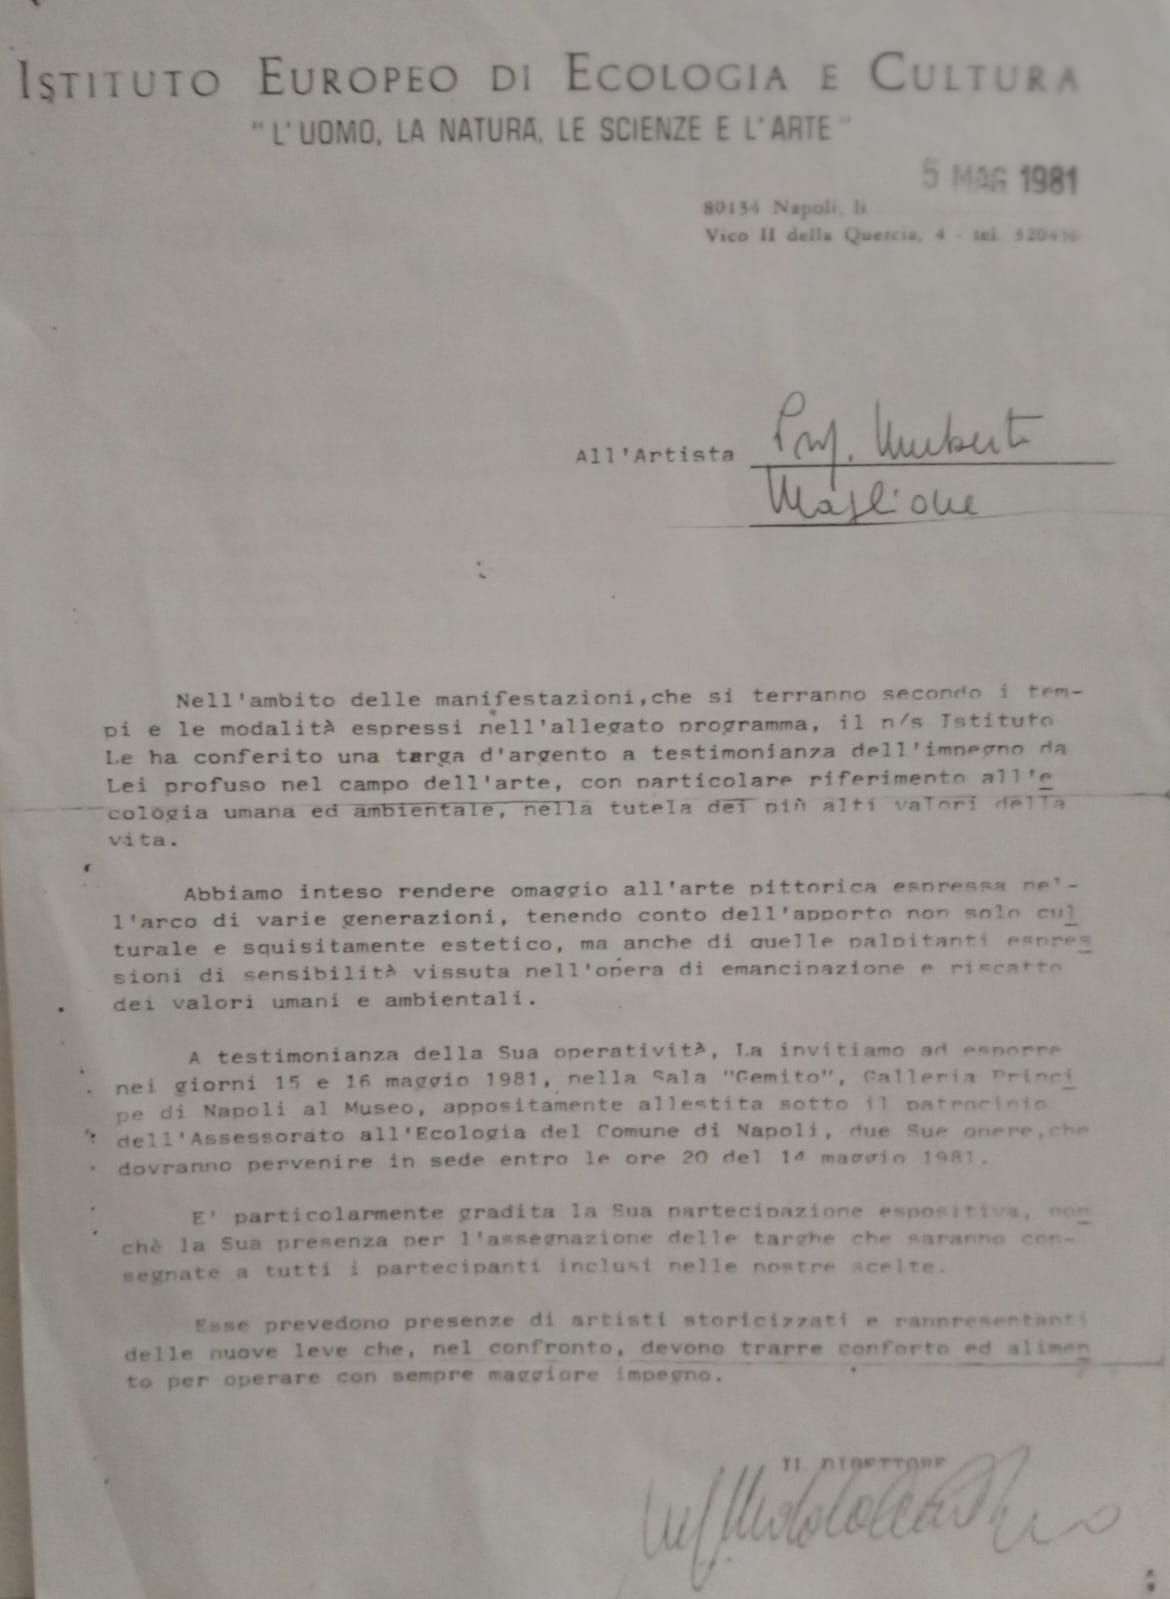 ISTITUTO EUROPEO DI ECOLOGIA E CULTURA
"L'UOMO, LA NATURA, LE SCIENZE E L'ARTE"
5 MAG 1981
80134 Napoli, lì
Vico II della Quercia, 4 - tel.
All'Artista Prof. Umberto
Maglione
Nell'ambito delle manifestazioni,che si terranno secondo i tem-
pi e le modalità espressi nell'allegato programma, il n/s Istituto
Le ha conferito una targa d'argento a testimonianza dell'impegno da
Lei profuso nel campo dell'arte, con particolare riferimento all'e
cologia umana ed ambientale, nella tutela dei più alti valori della
vita.
Abbiamo inteso rendere omaggio all'arte pittorica espressa nel-
l'arco di varie generazioni, tenendo conto dell'apporto non solo cul
turale e squisitamente estetico, ma anche di quelle palpitanti espres
sioni di sensibilità vissuta nell'opera di emancipazione e riscatto
dei valori umani e ambientali.
A testimonianza della Sua operatività, La invitiamo ad esporre
nei giorni 15 e 16 maggio 1981, nella Sala "Gemito", Galleria Princi
pe di Napoli al Museo, appositamente allestita sotto il patrocinio
dell'Assessorato all'Ecologia del Comune di Napoli, due Sue opere,che
dovranno pervenire in sede entro le ore 20 del 14 maggio 1981.
E' particolarmente gradita la Sua partecipazione espositiva, non
chè la Sua presenza per l'assegnazione delle targhe che saranno con-
segnate a tutti i partecipanti inclusi nelle nostre scelte.
Esse prevedono presenze di artisti storicizzati e rappresentanti
delle nuove leve che, nel confronto, devono trarre conforto ed alimen
to per operare con sempre maggiore impegno.
IL DIRETTORE